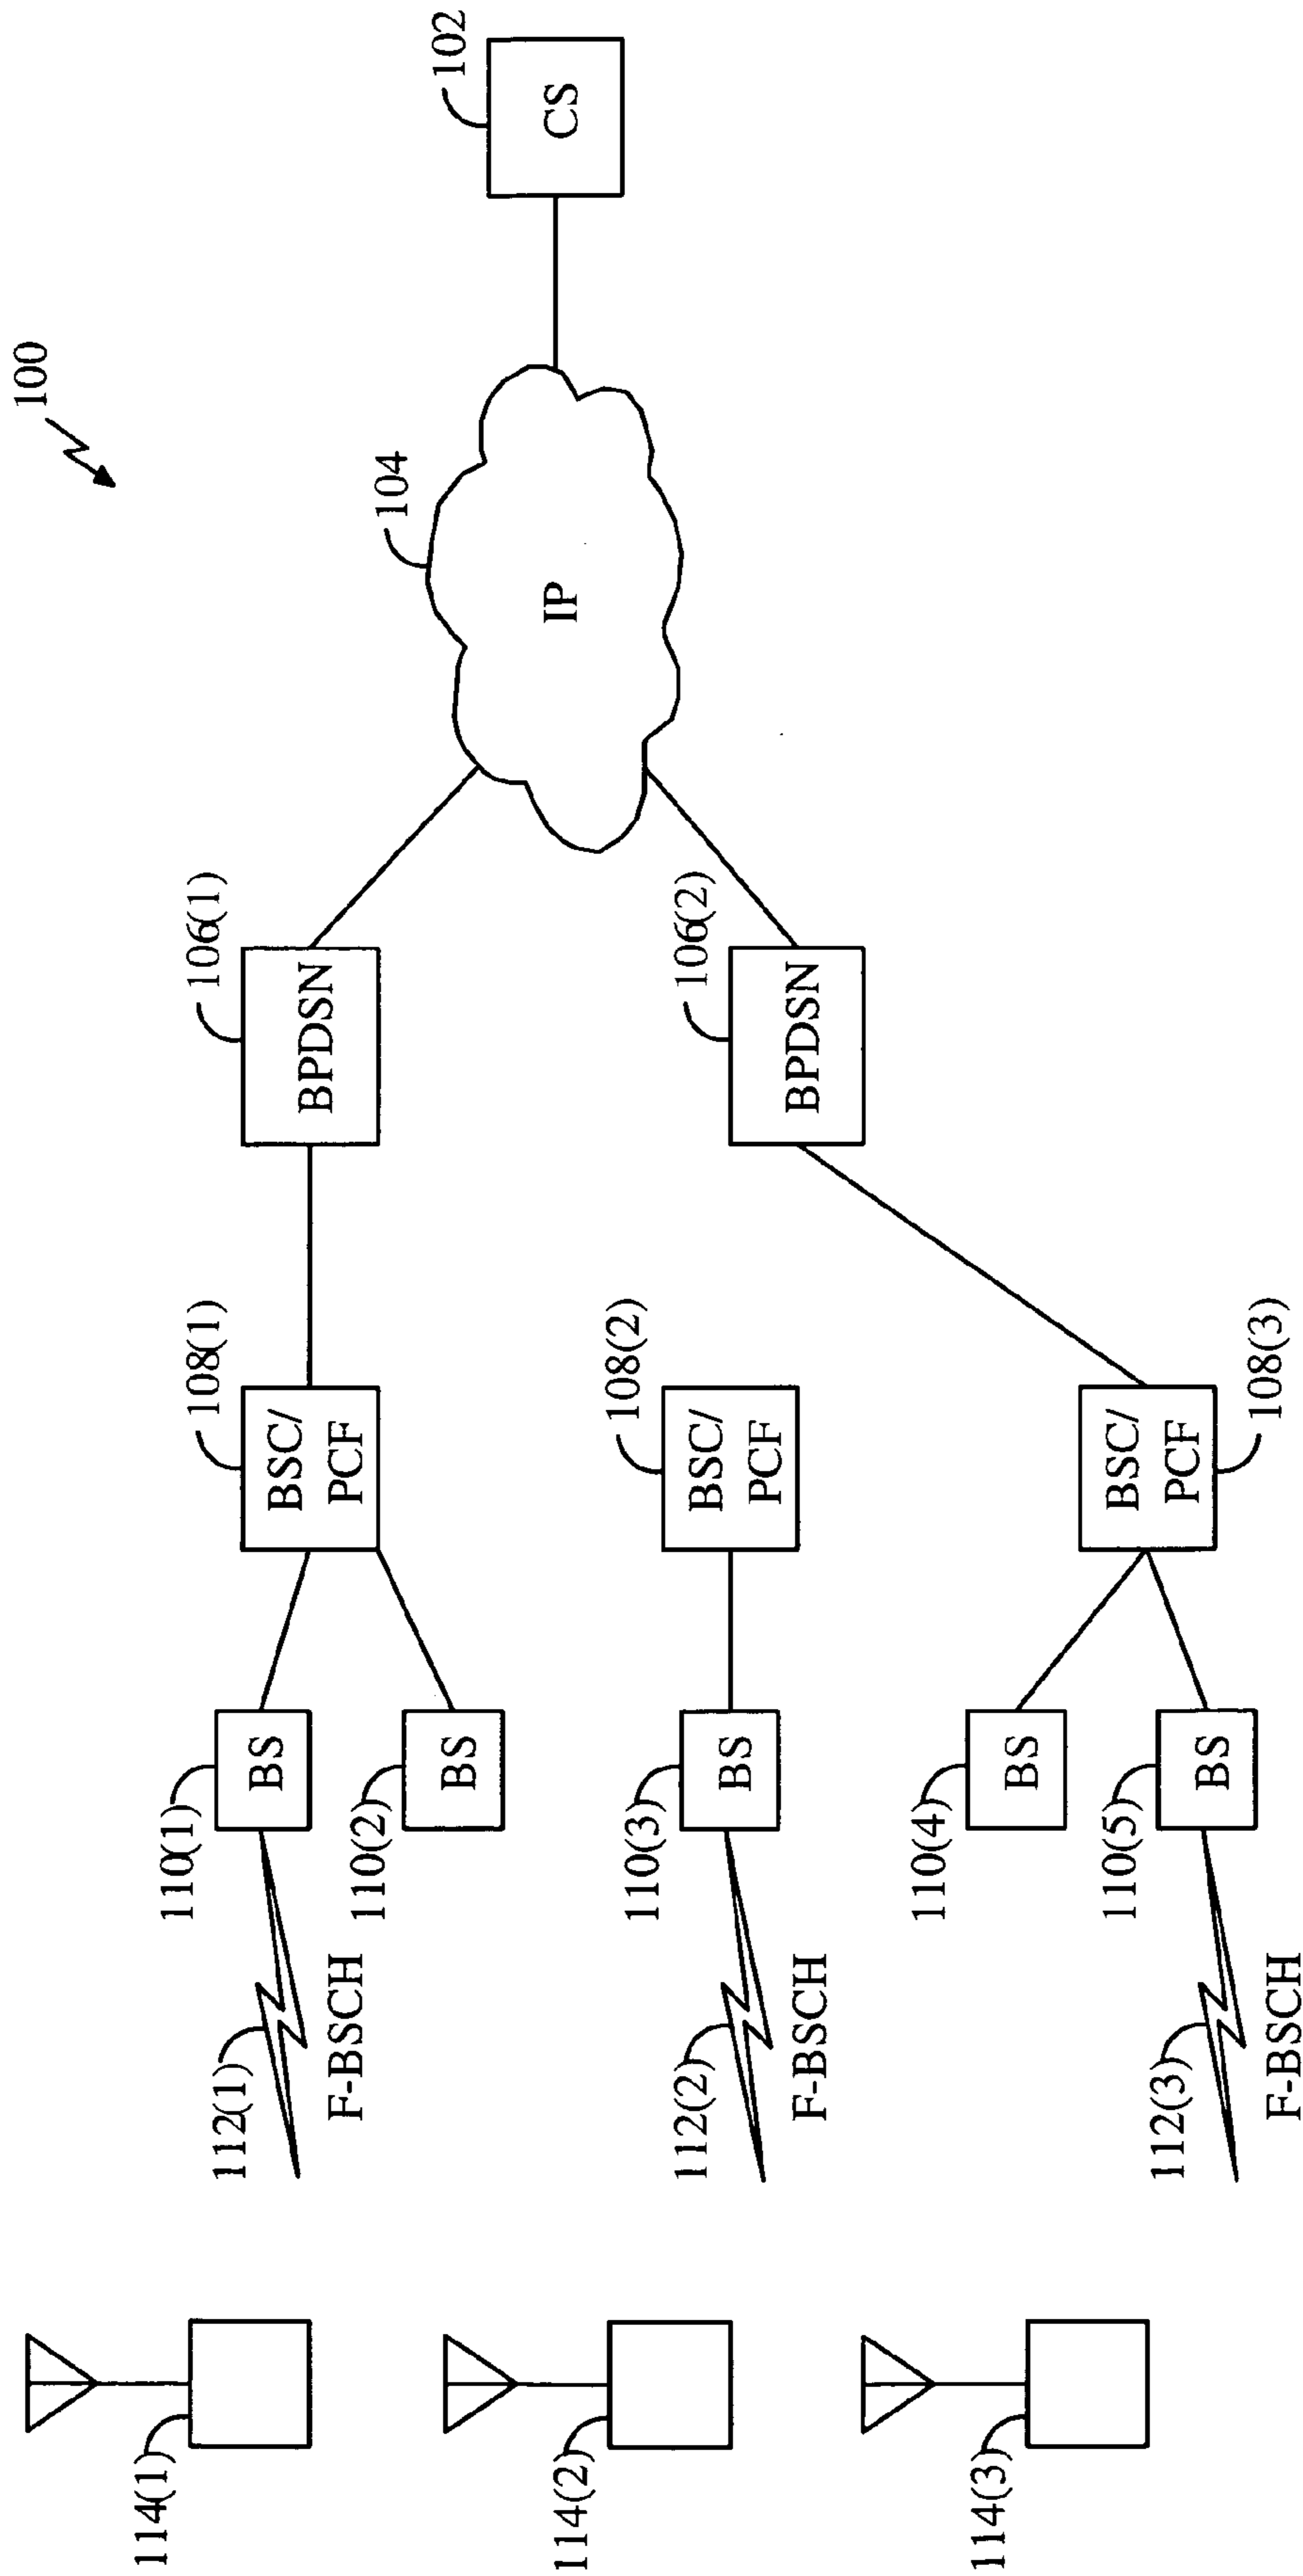 100
102
CS
104
IP
106(1)
BPDSN
106(2)
BPDSN
108(1)
BSC/
PCF
108(2)
BSC/
PCF
BSC/
PCF
108(3)
110(1)
BS
110(2)
BS
110(3)
BS
110(4)
BS
110(5)
BS
112(1)
F-BSCH
112(2)
F-BSCH
112(3)
F-BSCH
114(1)
114(2)
114(3)